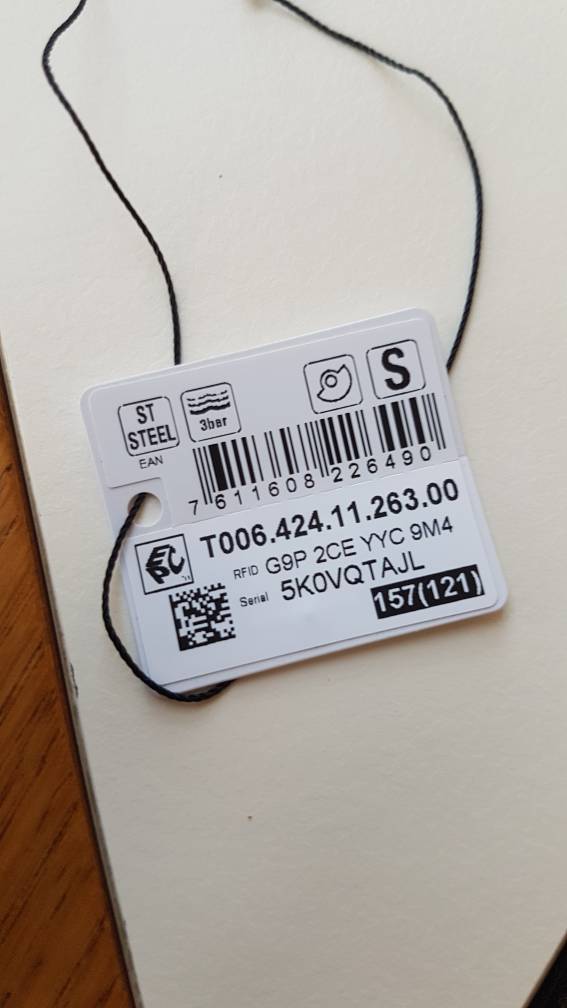 ST STEEL
3bar
S
EAN
7 611608 226490
T006.424.11.263.00
EPC
RFID G9P 2CE YYC 9M4
Serial 5K0VQTAJL
157(121)